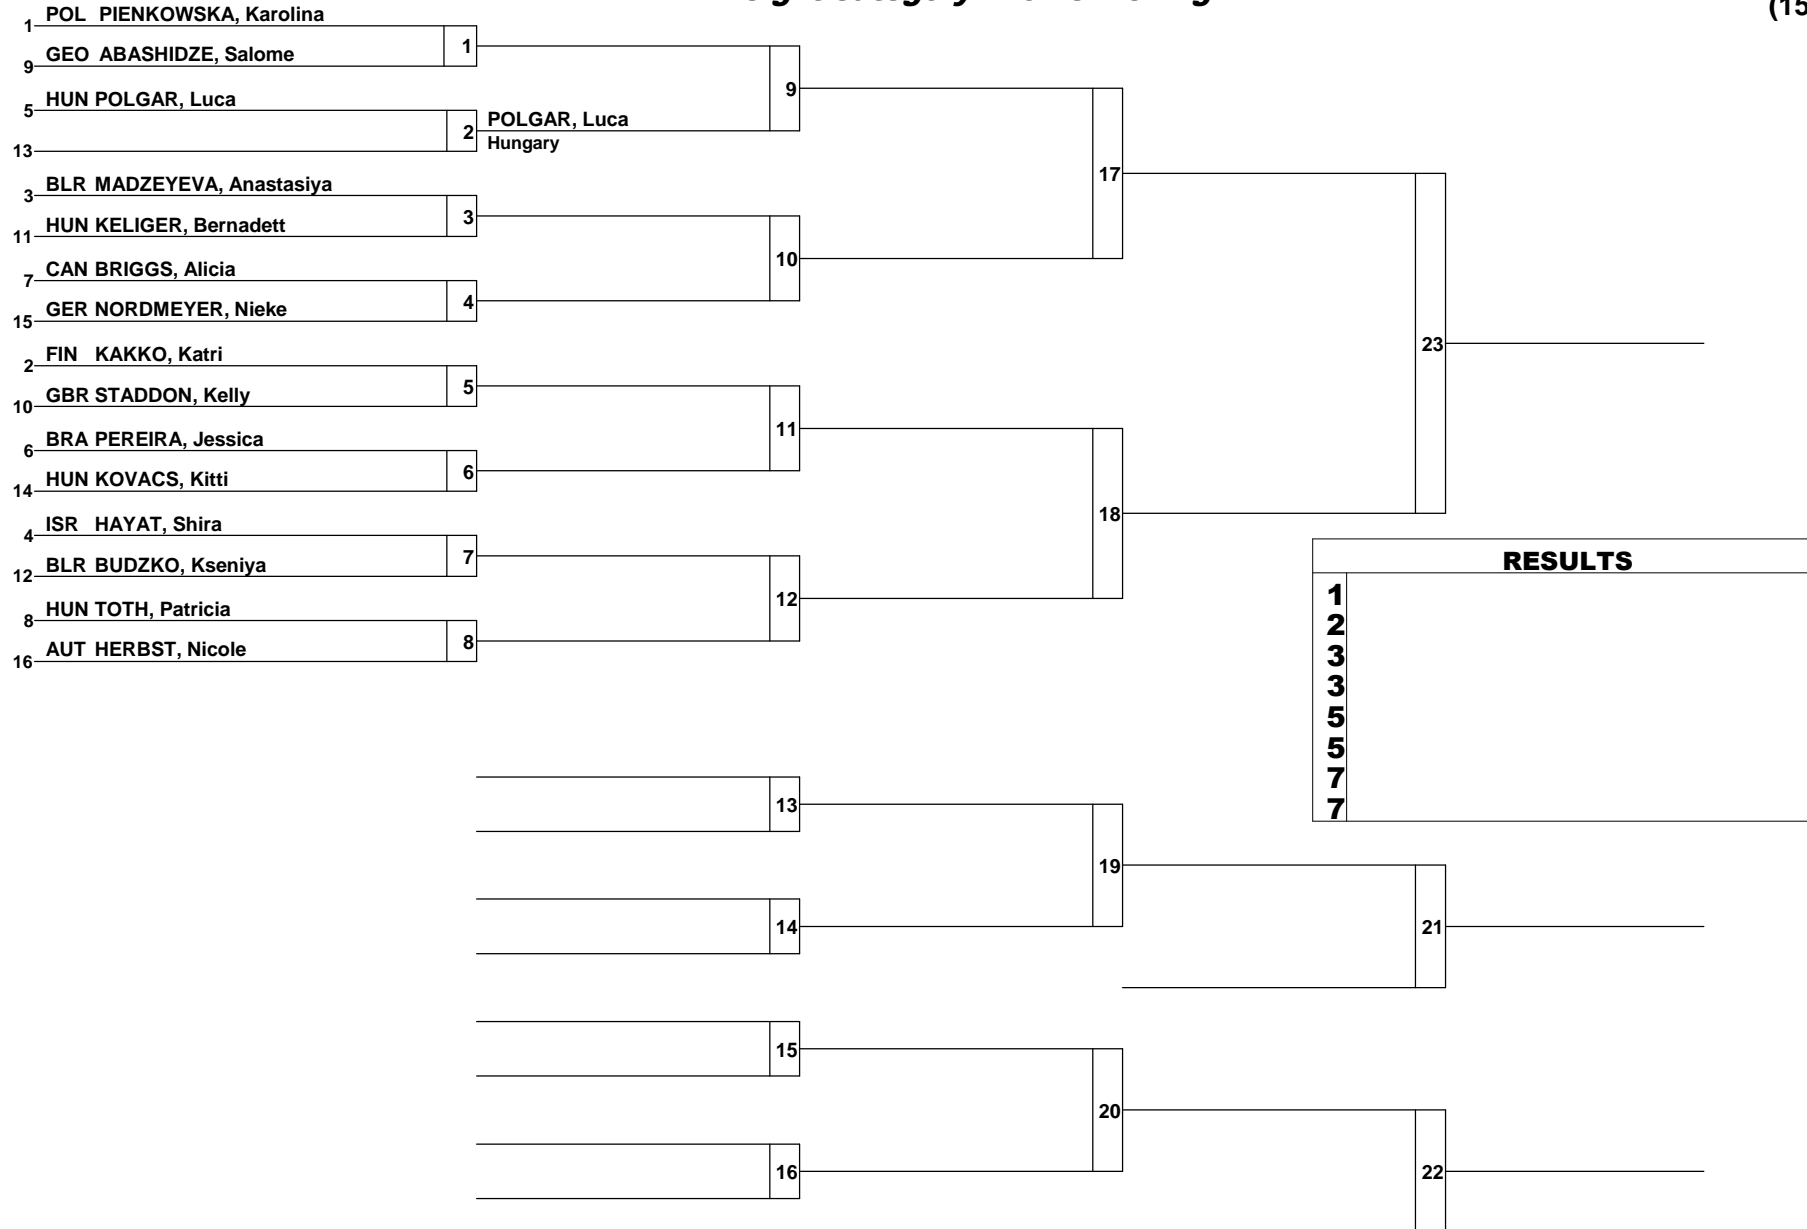 (15
1 POL PIENKOWSKA, Karolina
9 GEO ABASHIDZE, Salome
1
5 HUN POLGAR, Luca
13
2
POLGAR, Luca
Hungary
9
3 BLR MADZEYEVA, Anastasiya
11 HUN KELIGER, Bernadett
3
7 CAN BRIGGS, Alicia
15 GER NORDMEYER, Nieke
4
10
17
2 FIN KAKKO, Katri
10 GBR STADDON, Kelly
5
6 BRA PEREIRA, Jessica
14 HUN KOVACS, Kitti
6
11
4 ISR HAYAT, Shira
12 BLR BUDZKO, Kseniya
7
8 HUN TOTH, Patricia
16 AUT HERBST, Nicole
8
12
18
23
RESULTS
1
2
3
3
5
5
7
7
13
14
19
21
15
16
20
22